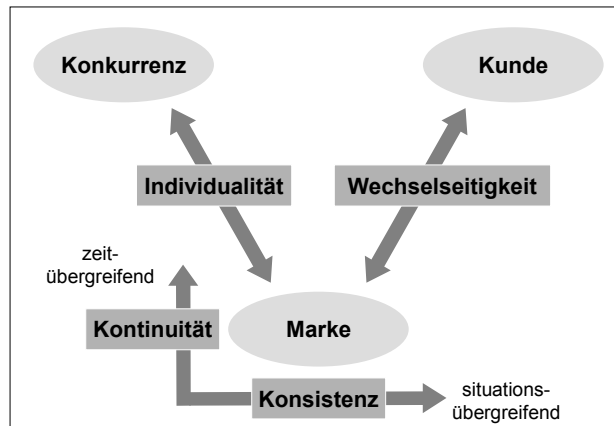 Konkurrenz
Kunde
Individualität
Wechselseitigkeit
zeit-
übergreifend
Kontinuität
Marke
Konsistenz
situations-
übergreifend